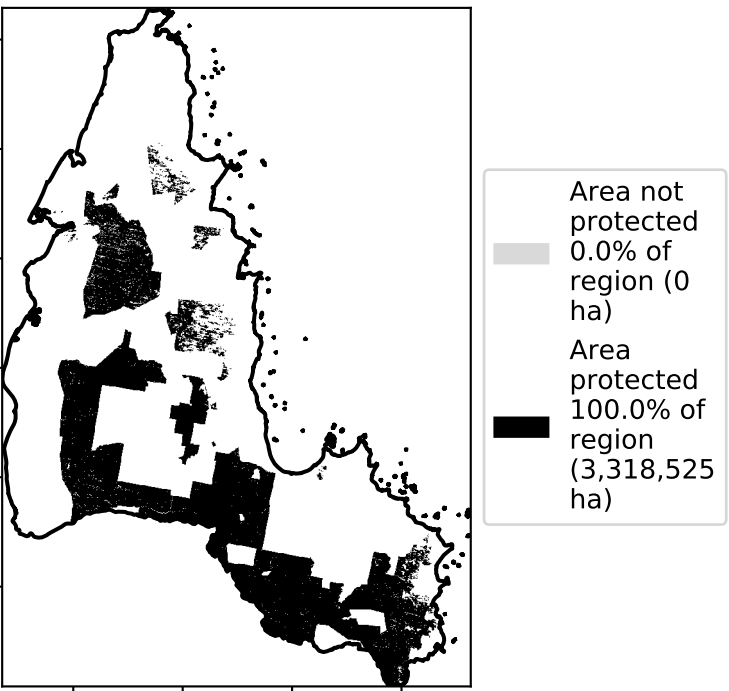 Area not
protected
0.0% of
region (0
ha)
Area
protected
100.0% of
region
(3,318,525
ha)